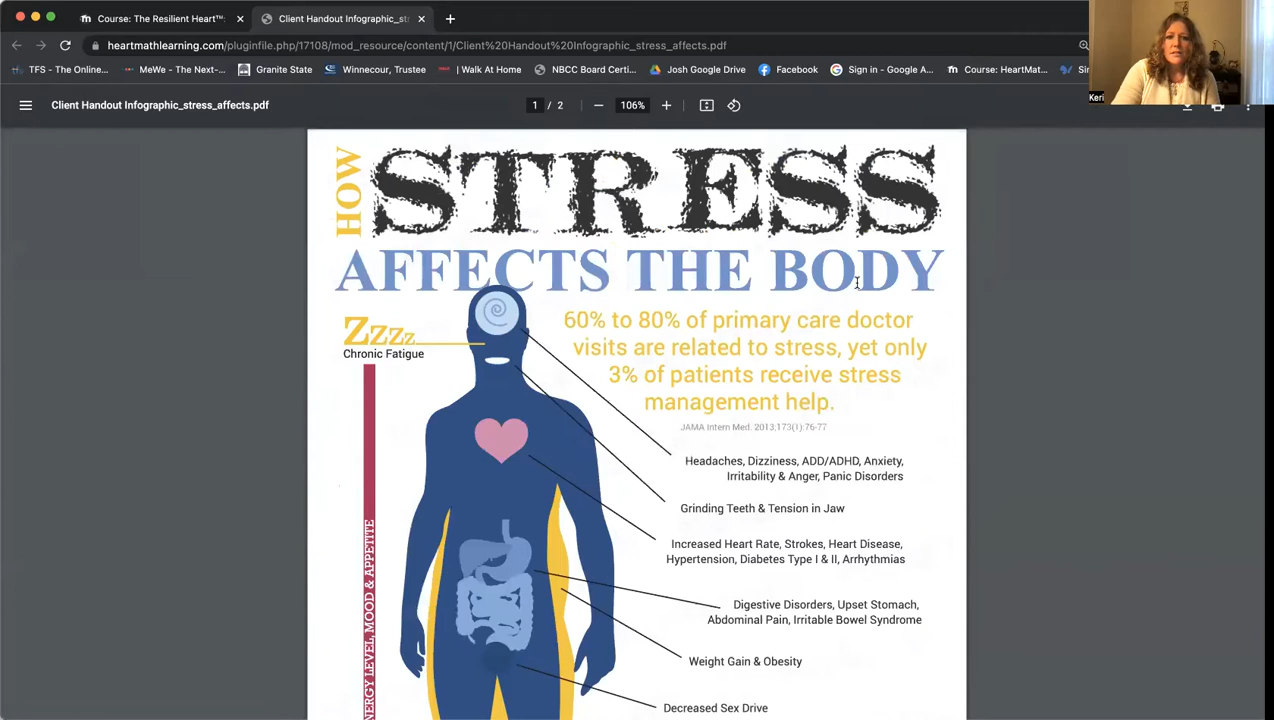 Course: The Resilient Heart™:
Client Handout Infographic_str
heartmathlearning.com/pluginfile.php/17108/mod_resource/content/1/Client%20Handout%20Infographic_stress_affects.pdf
TFS - The Online...
MeWe - The Next-...
Granite State
Winnecour, Trustee
| Walk At Home
NBCC Board Certi...
Josh Google Drive
Facebook
Sign in - Google A...
Course: HeartMat...
Keri
Client Handout Infographic_stress_affects.pdf
1 / 2
106%
HOW
STRESS
AFFECTS THE BODY
Zzzzz
Chronic Fatigue
60% to 80% of primary care doctor
visits are related to stress, yet only
3% of patients receive stress
management help.
JAMA Intern Med. 2013;173(1):76-77
Headaches, Dizziness, ADD/ADHD, Anxiety,
Irritability & Anger, Panic Disorders
Grinding Teeth & Tension in Jaw
Increased Heart Rate, Strokes, Heart Disease,
Hypertension, Diabetes Type I & II, Arrhythmias
Digestive Disorders, Upset Stomach,
Abdominal Pain, Irritable Bowel Syndrome
Weight Gain & Obesity
Decreased Sex Drive
LEVEL, MOOD & APPETITE